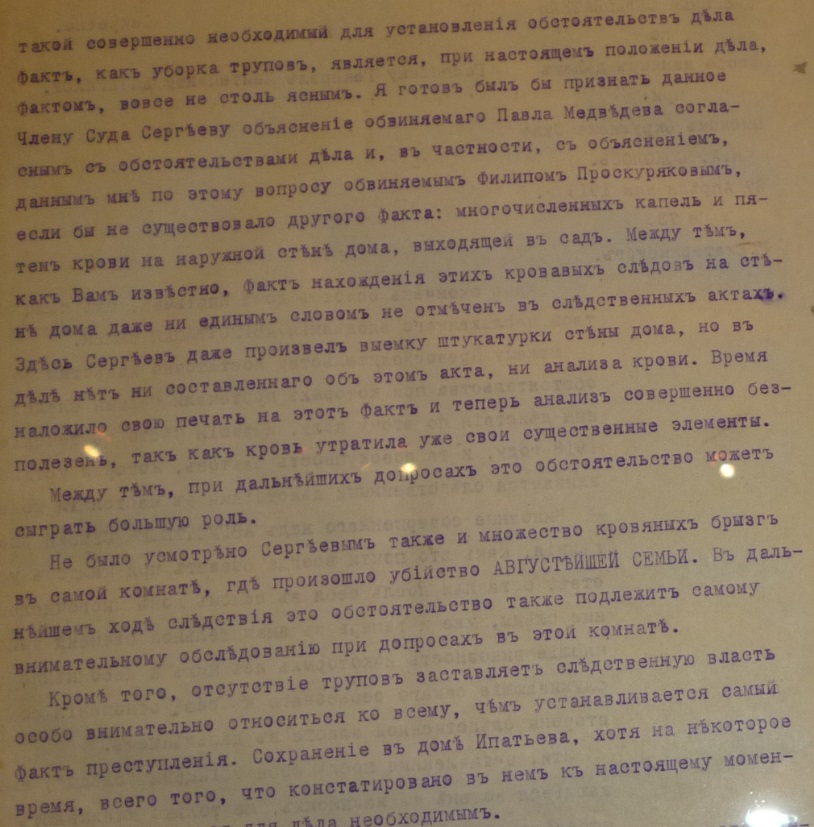 такой совершенно необходимый для установленія обстоятельствъ дѣла
фактъ, какъ уборка труповъ, является, при настоящемъ положеніи дѣла,
фактомъ, вовсе не столь яснымъ. Я готовъ былъ бы признать данное
Члену Суда Сергѣеву объясненіе обвиняемаго Павла Медвѣдева согла-
снымъ съ обстоятельствами дѣла и, въ частности, съ объясненіемъ,
даннымъ мнѣ по этому вопросу обвиняемымъ Филипомъ Проскуряковымъ,
если бы не существовало другого факта: многочисленныхъ капель и пя-
тенъ крови на наружной стѣнѣ дома, выходящей въ садъ. Между тѣмъ,
какъ Вамъ извѣстно, фактъ нахожденія этихъ кровавыхъ слѣдовъ на стѣ-
нѣ дома даже ни единымъ словомъ не отмѣченъ въ слѣдственныхъ актахъ.
Здѣсь Сергѣевъ даже произвелъ выемку штукатурки стѣны дома, но въ
дѣлѣ нѣтъ ни составленнаго объ этомъ акта, ни анализа крови. Время
наложило свою печать на этотъ фактъ и теперь анализъ совершенно без-
полезенъ, такъ какъ кровь утратила уже свои существенные элементы.
Между тѣмъ, при дальнѣйшихъ допросахъ это обстоятельство можетъ
сыграть большую роль.
Не было усмотрѣно Сергѣевымъ также и множество кровяныхъ брызгъ
въ самой комнатѣ, гдѣ произошло убійство АВГУСТѢЙШЕЙ СЕМЬИ. Въ даль-
нѣйшемъ ходѣ слѣдствія это обстоятельство также подлежитъ самому
внимательному обслѣдованію при допросахъ въ этой комнатѣ.
Кромѣ того, отсутствіе труповъ заставляетъ слѣдственную власть
особо внимательно относиться ко всему, чѣмъ устанавливается самый
фактъ преступленія. Сохраненіе въ домѣ Ипатьева, хотя на нѣкоторое
время, всего того, что констатировано въ немъ къ настоящему момен-
для дѣла необходимымъ.